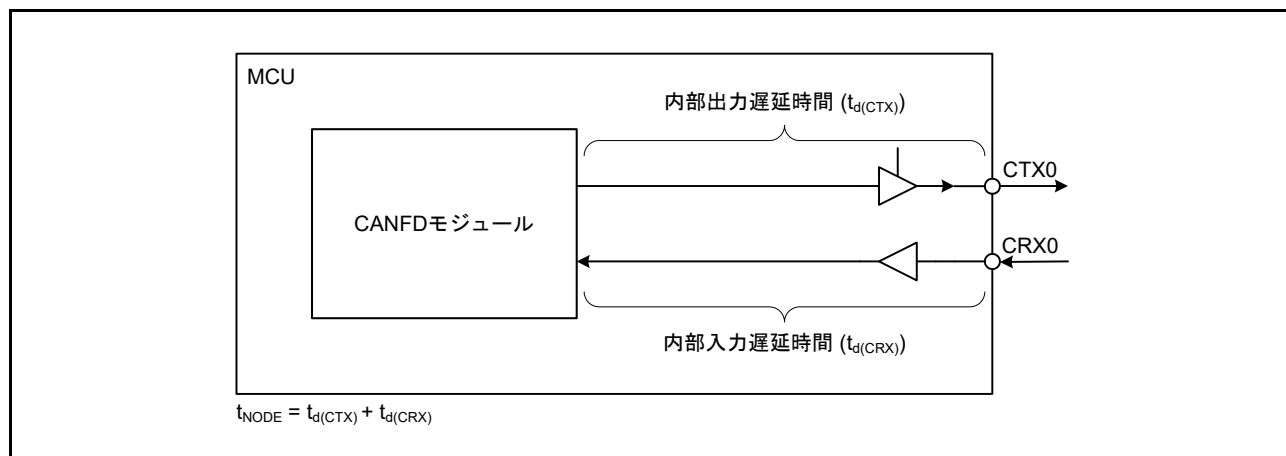 MCU
内部出力遅延時間 (td(CTX))
CTX0
CANFDモジュール
CRX0
内部入力遅延時間 (td(CRX))
tNODE = td(CTX) + td(CRX)